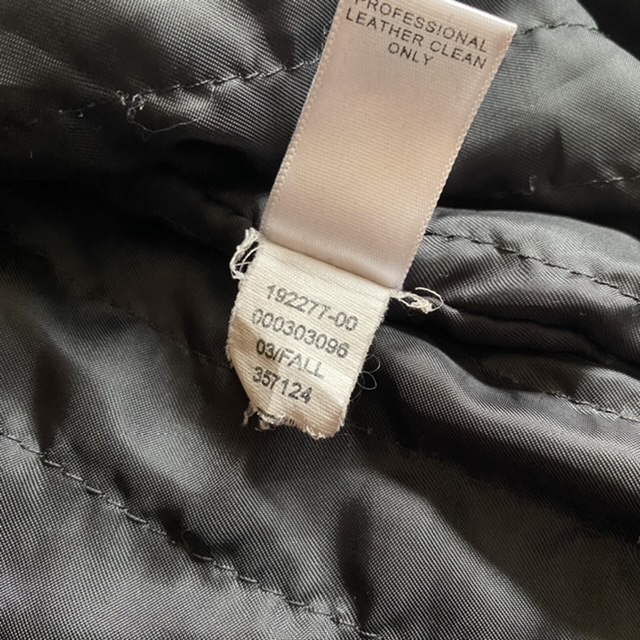 PROFESSIONAL
LEATHER CLEAN
ONLY
192277-00
000303096
03/FALL
357124